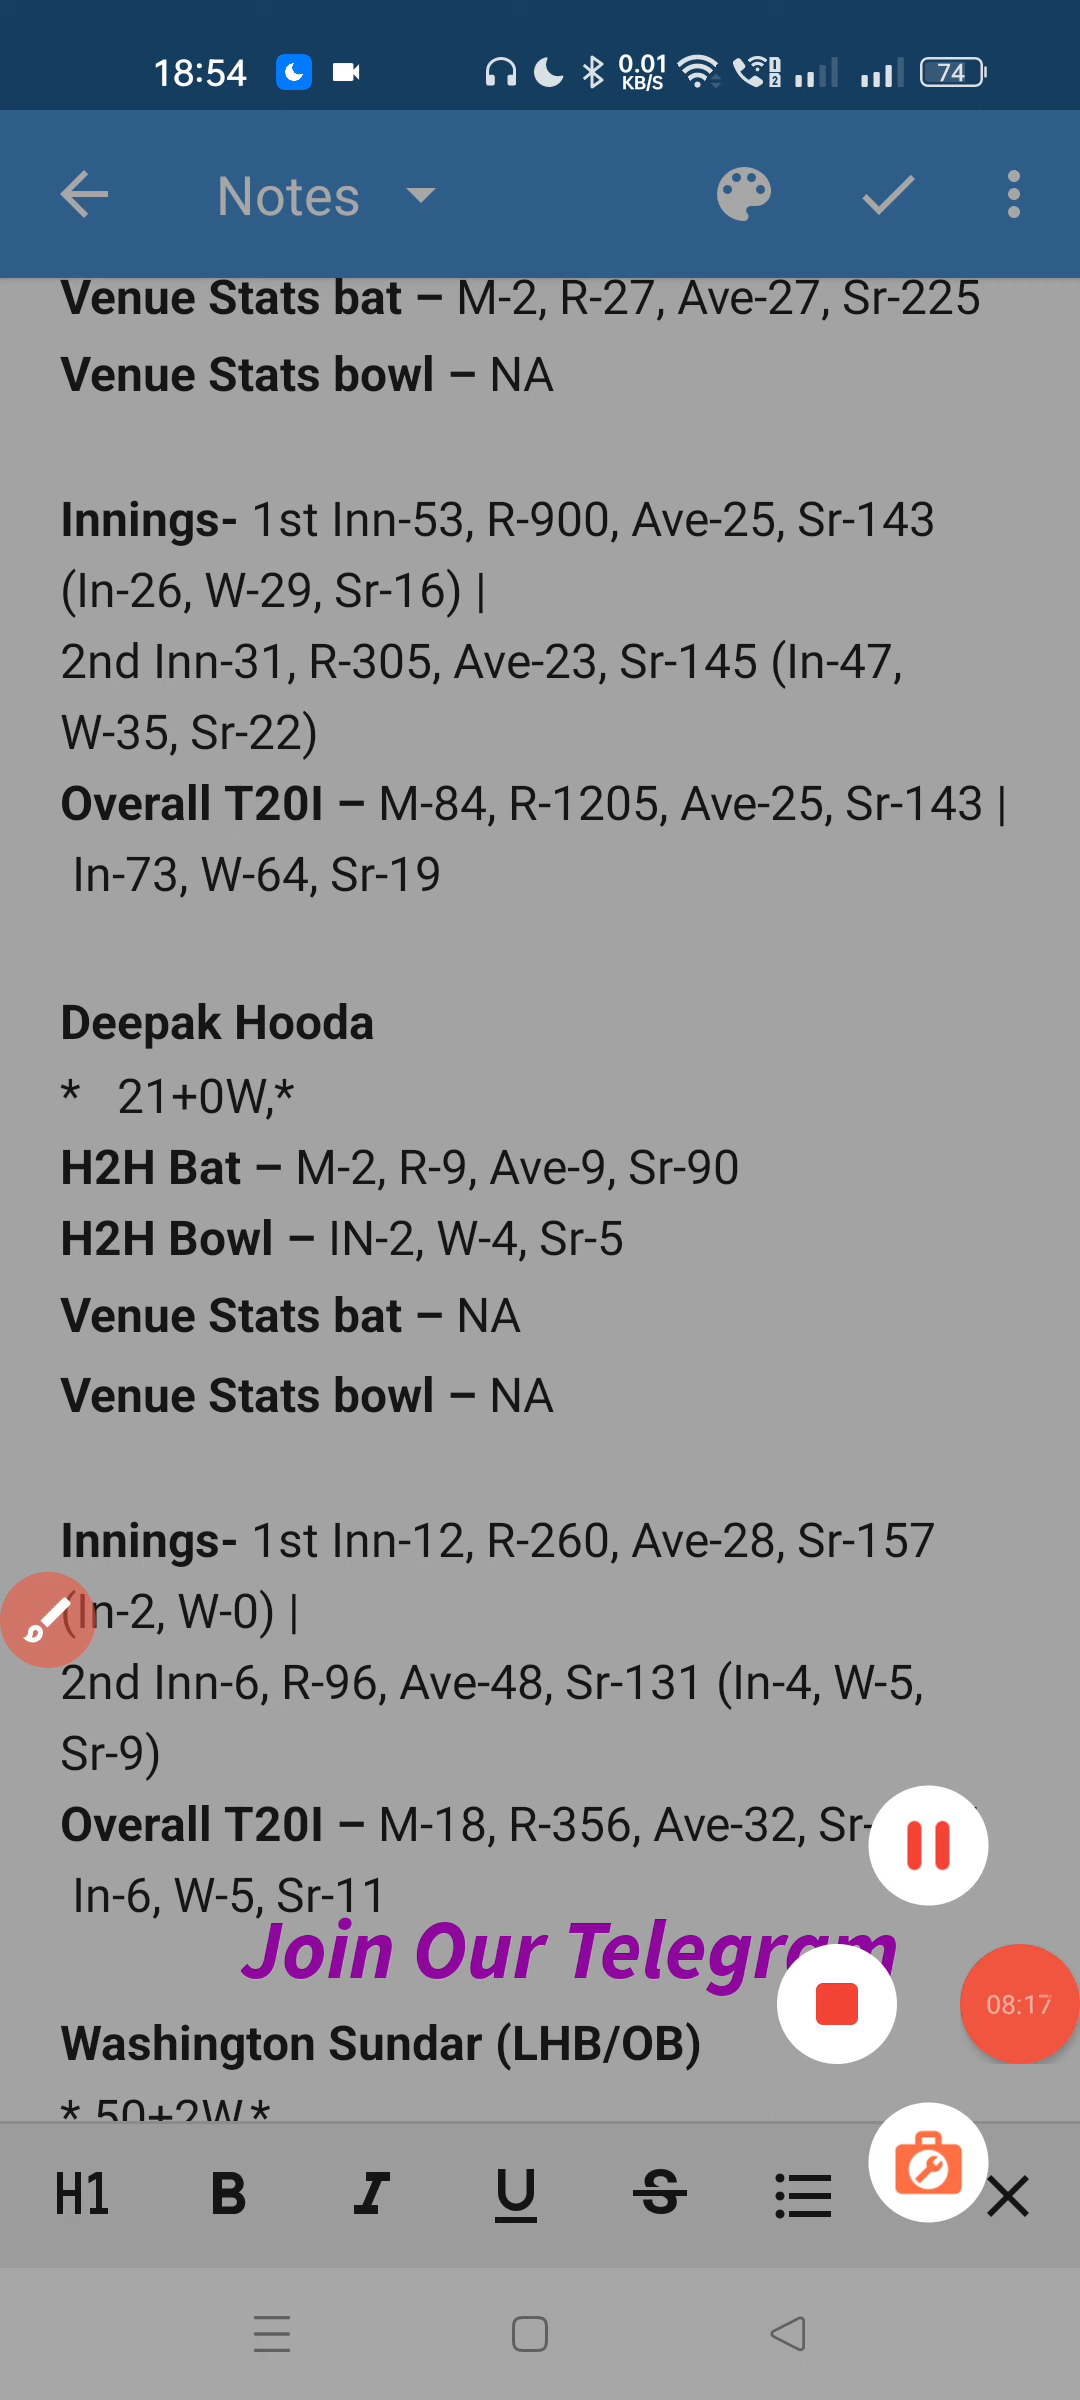 18:54 0.01 KB/S 1 2 74
Notes
Venue Stats bat – M-2, R-27, Ave-27, Sr-225
Venue Stats bowl – NA
Innings- 1st Inn-53, R-900, Ave-25, Sr-143
(In-26, W-29, Sr-16) |
2nd Inn-31, R-305, Ave-23, Sr-145 (In-47,
W-35, Sr-22)
Overall T20I – M-84, R-1205, Ave-25, Sr-143 |
In-73, W-64, Sr-19
Deepak Hooda
* 21+0W,*
H2H Bat – M-2, R-9, Ave-9, Sr-90
H2H Bowl – IN-2, W-4, Sr-5
Venue Stats bat – NA
Venue Stats bowl – NA
Innings- 1st Inn-12, R-260, Ave-28, Sr-157
(In-2, W-0) |
2nd Inn-6, R-96, Ave-48, Sr-131 (In-4, W-5,
Sr-9)
Overall T20I – M-18, R-356, Ave-32, Sr-
In-6, W-5, Sr-11
Join Our Telegram
08:17
Washington Sundar (LHB/OB)
* 50+2W,*
H1 B I U S